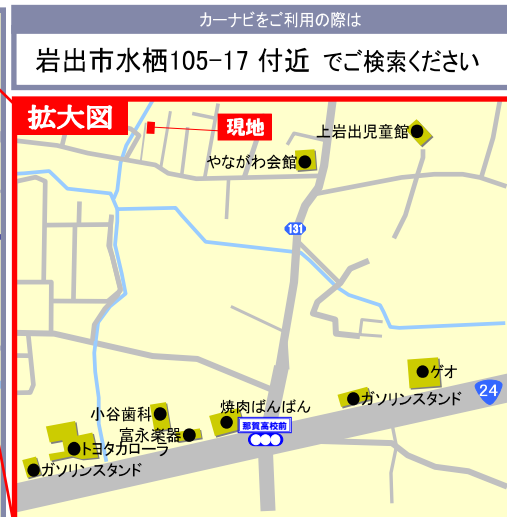 カーナビをご利用の際は
岩出市水栖105-17 付近 でご検索ください
拡大図
現地
上岩出児童館
やながわ会館
131
ゲオ
24
ガソリンスタンド
焼肉ばんばん
小谷歯科
那賀高校前
富永楽器
トヨタカローラ
ガソリンスタンド